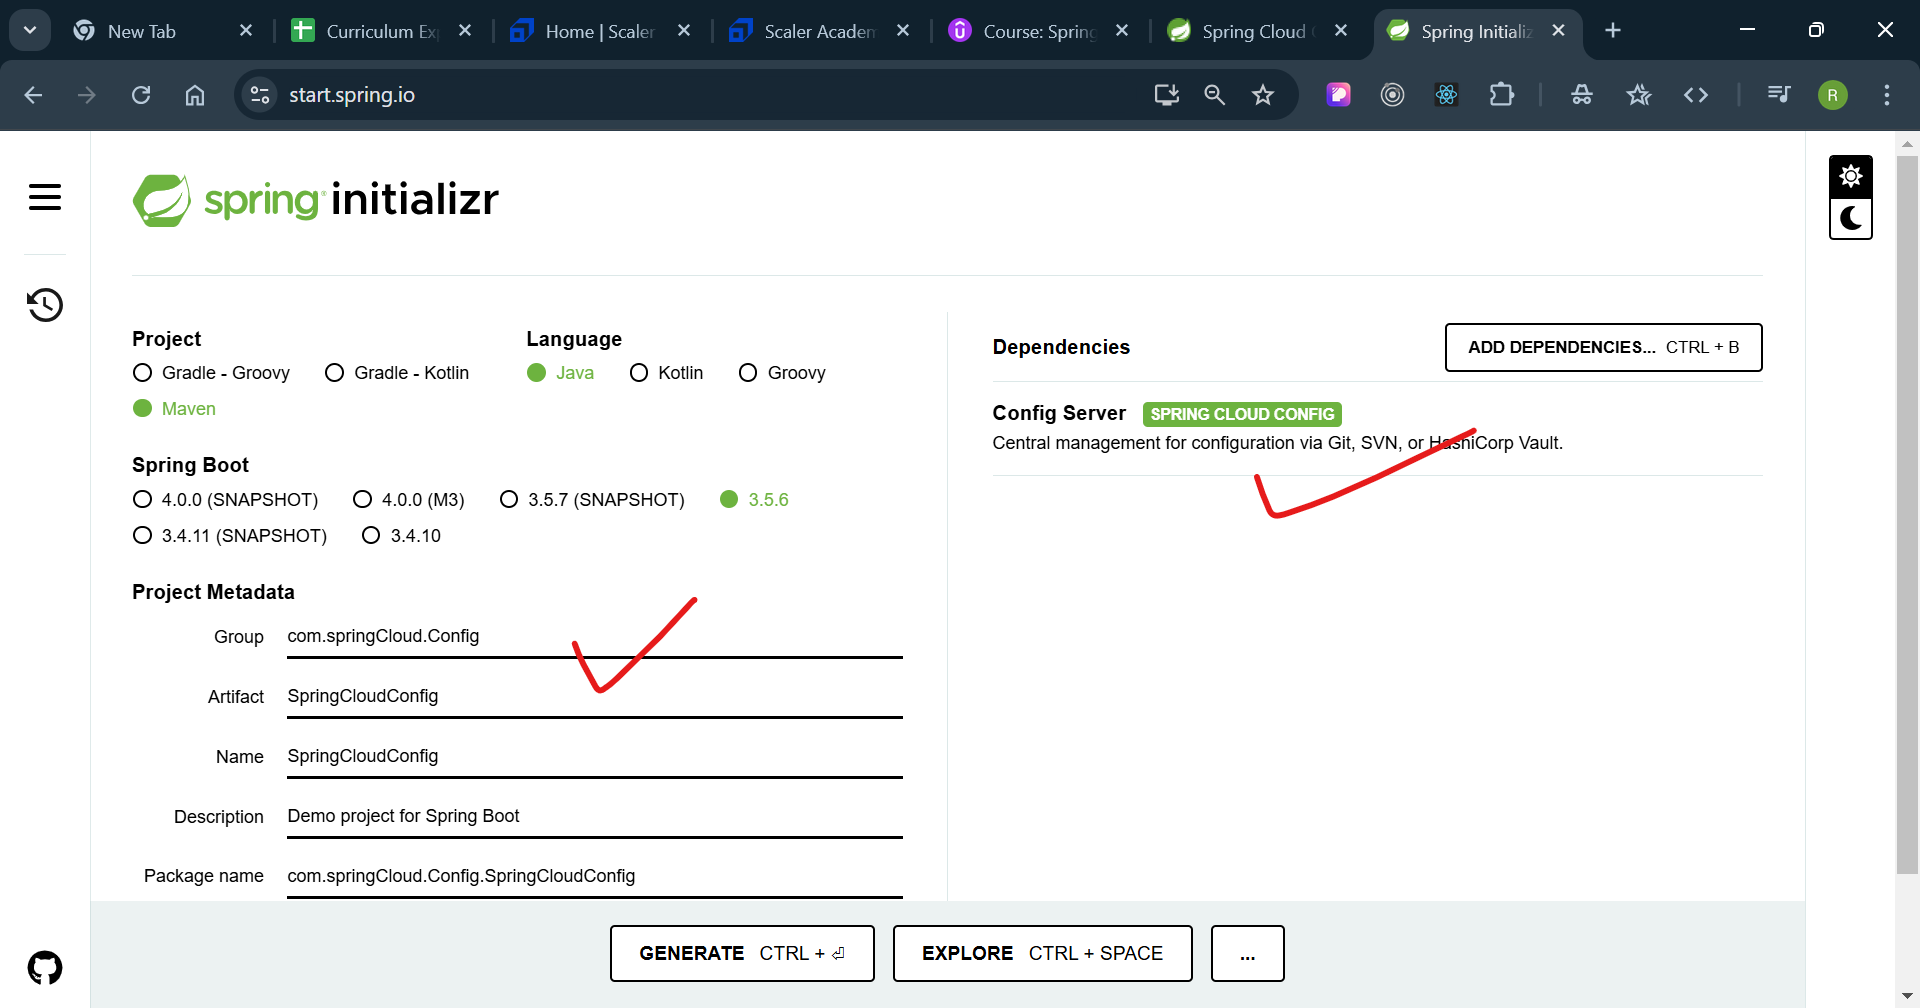 New Tab
Curriculum Ex
Home | Scaler
Scaler Academ
Course: Spring
Spring Cloud
Spring Initializ
start.spring.io
R
spring initializr
Project
Gradle - Groovy
Gradle - Kotlin
Maven
Language
Java
Kotlin
Groovy
Spring Boot
4.0.0 (SNAPSHOT)
4.0.0 (M3)
3.5.7 (SNAPSHOT)
3.5.6
3.4.11 (SNAPSHOT)
3.4.10
Project Metadata
Group com.springCloud.Config
Artifact SpringCloudConfig
Name SpringCloudConfig
Description Demo project for Spring Boot
Package name com.springCloud.Config.SpringCloudConfig
Dependencies
ADD DEPENDENCIES... CTRL + B
Config Server SPRING CLOUD CONFIG
Central management for configuration via Git, SVN, or HashiCorp Vault.
GENERATE CTRL + ⏎
EXPLORE CTRL + SPACE
...